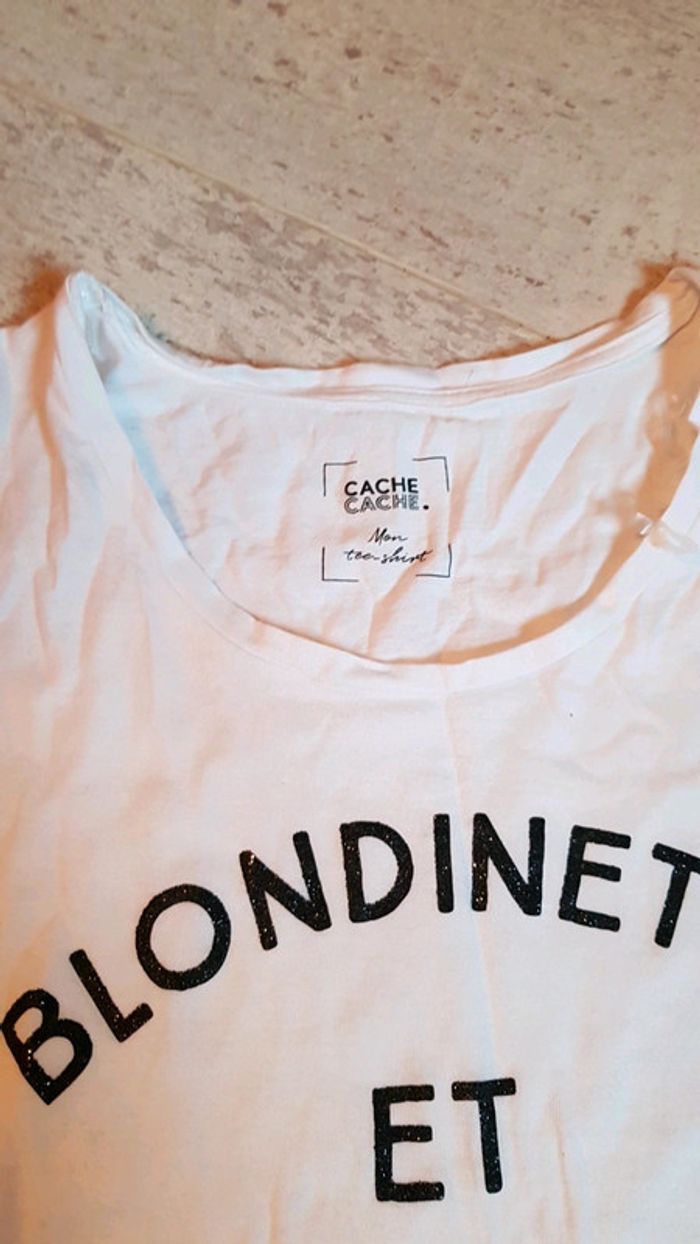 CACHE
CACHE.
Mon
tee-shirt
BLONDINET
ET